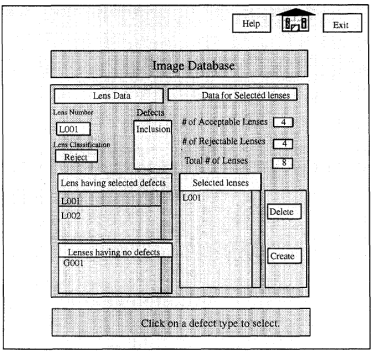 Help
Exit
Image Database
Lens Data
Data for Selected lenses
Lens Number
Defects
L001
Inclusion
# of Acceptable Lenses
4
Lens Classification
# of Rejectable Lenses
4
Reject
Total # of Lenses
8
Lens having selected defects
Selected lenses
L001
L001
L002
Delete
Lenses having no defects
G001
Create
Click on a defect type to select.